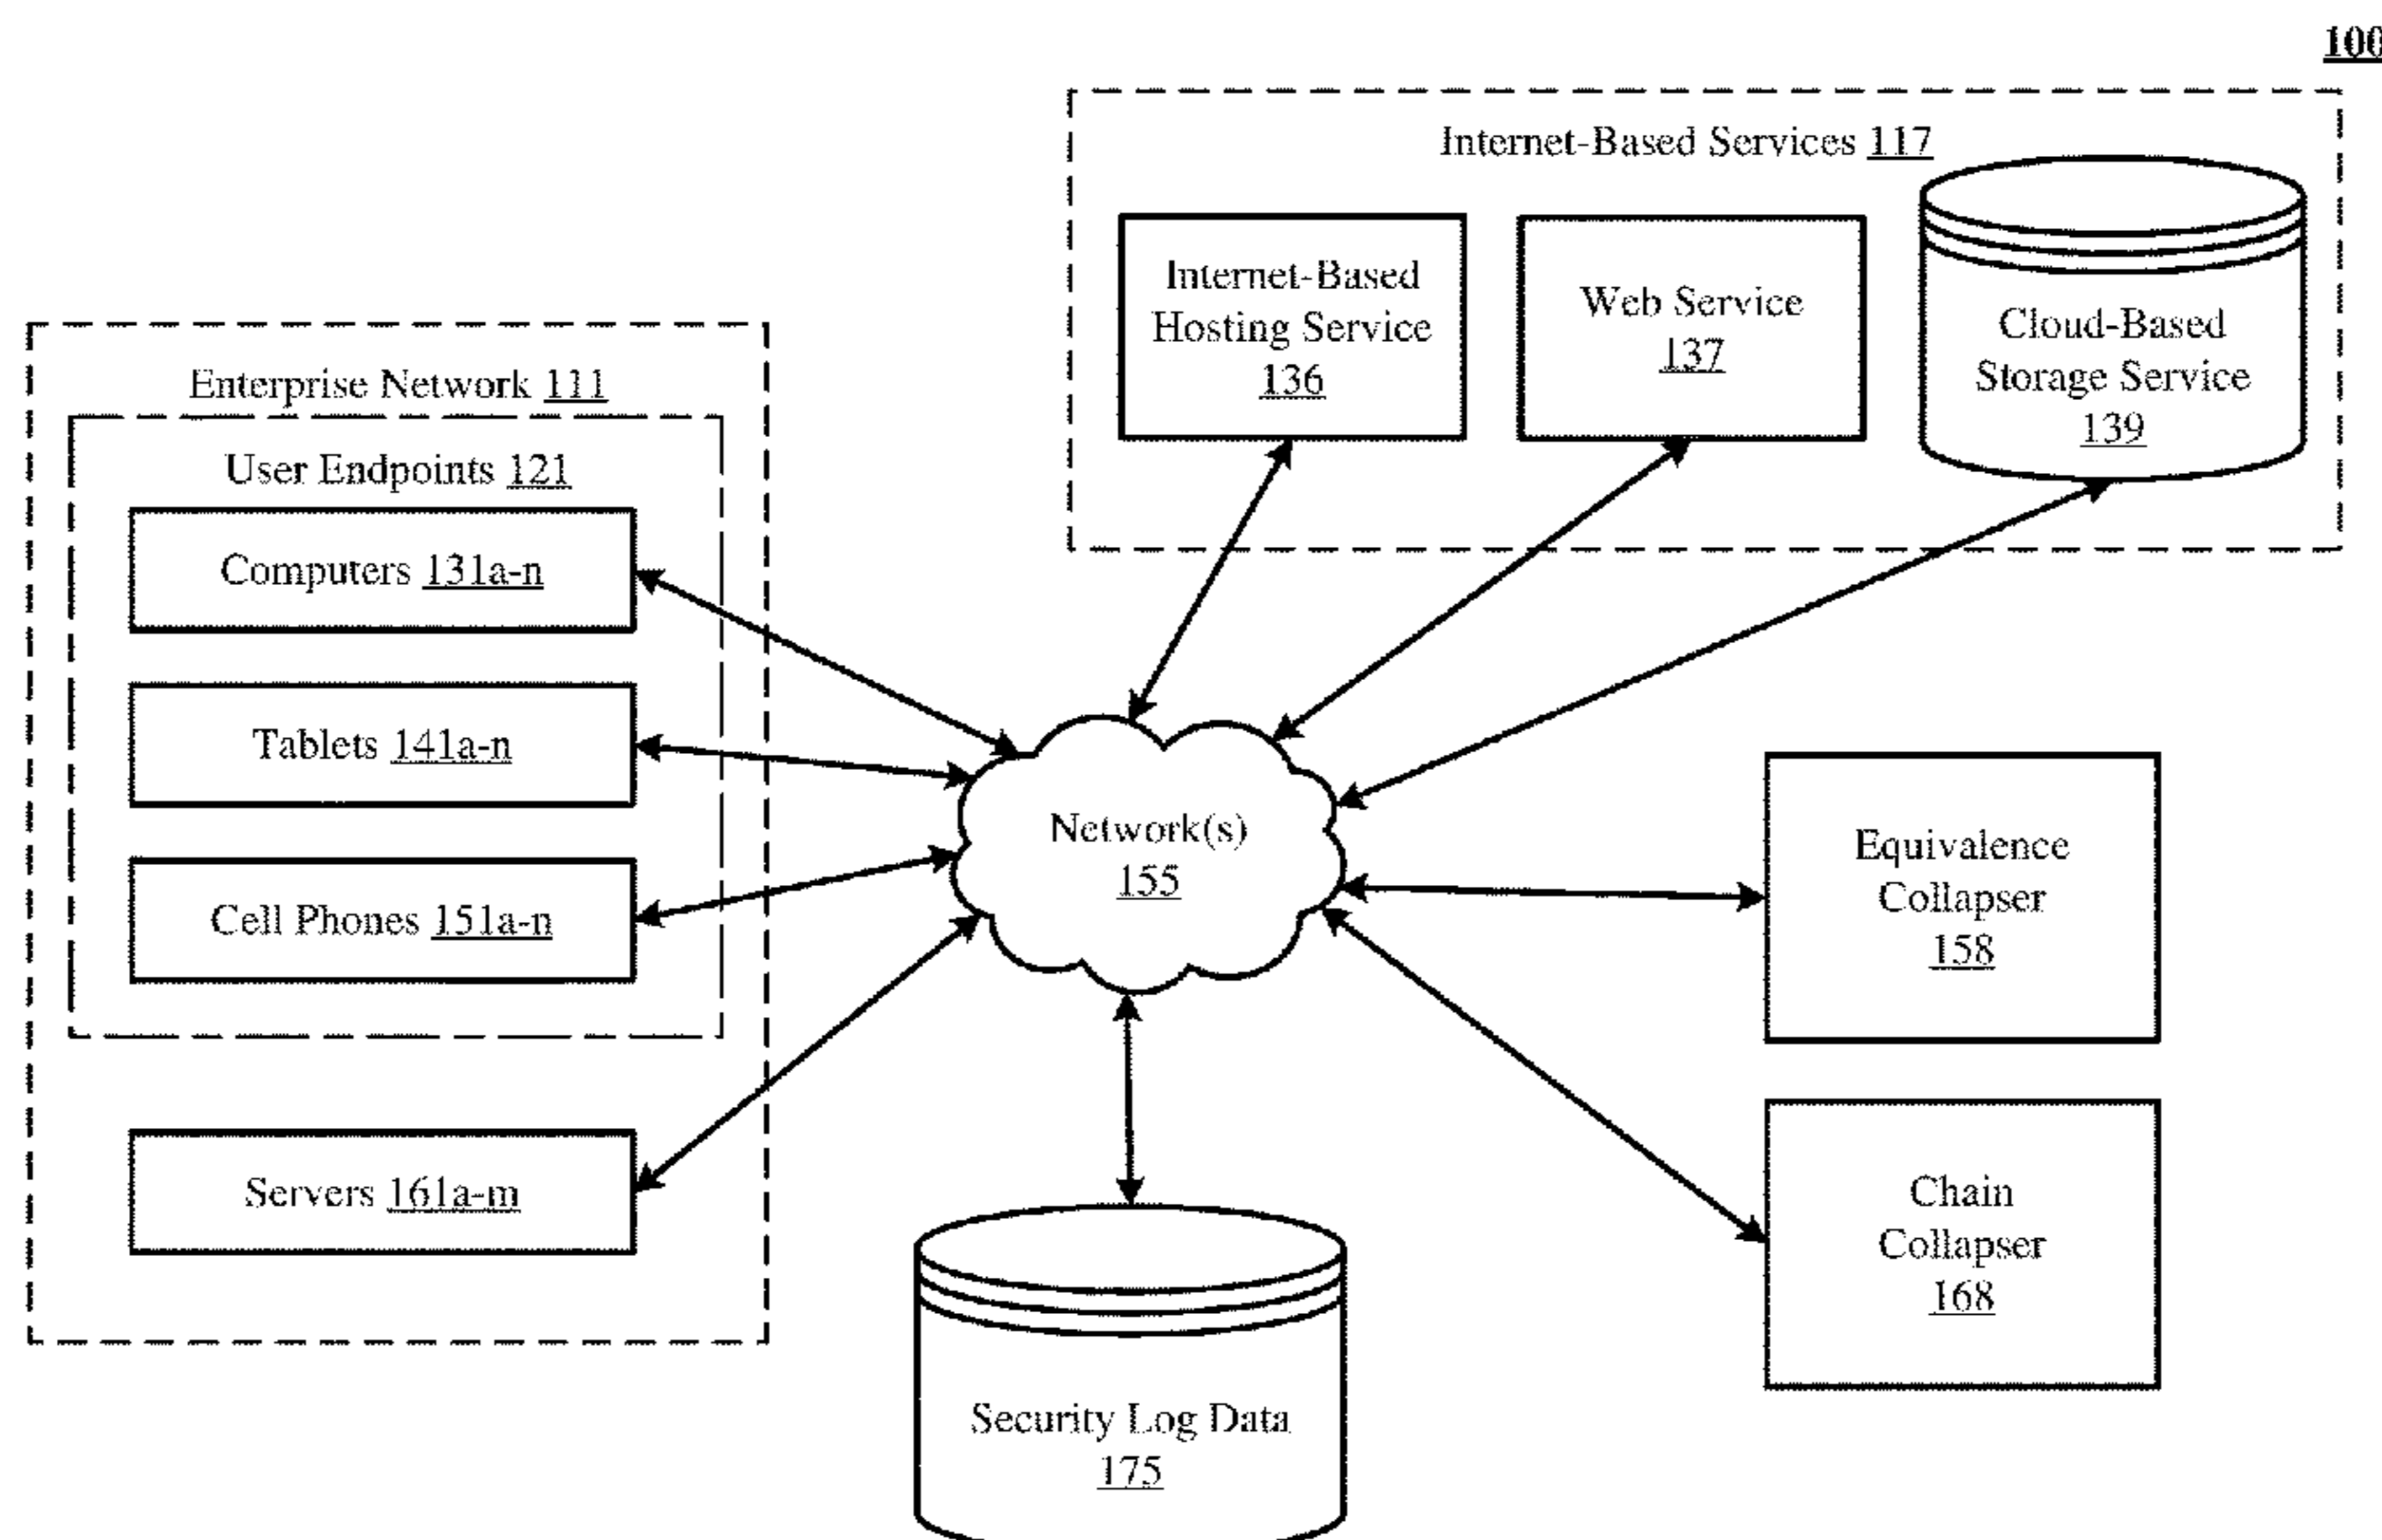 100
Internet-Based Services 117
Internet-Based
Hosting Service
136
Web Service
137
Cloud-Based
Storage Service
139
Enterprise Network 111
User Endpoints 121
Computers 131a-n
Tablets 141a-n
Cell Phones 151a-n
Servers 161a-m
Network(s)
155
Equivalence
Collapser
158
Chain
Collapser
168
Security Log Data
175